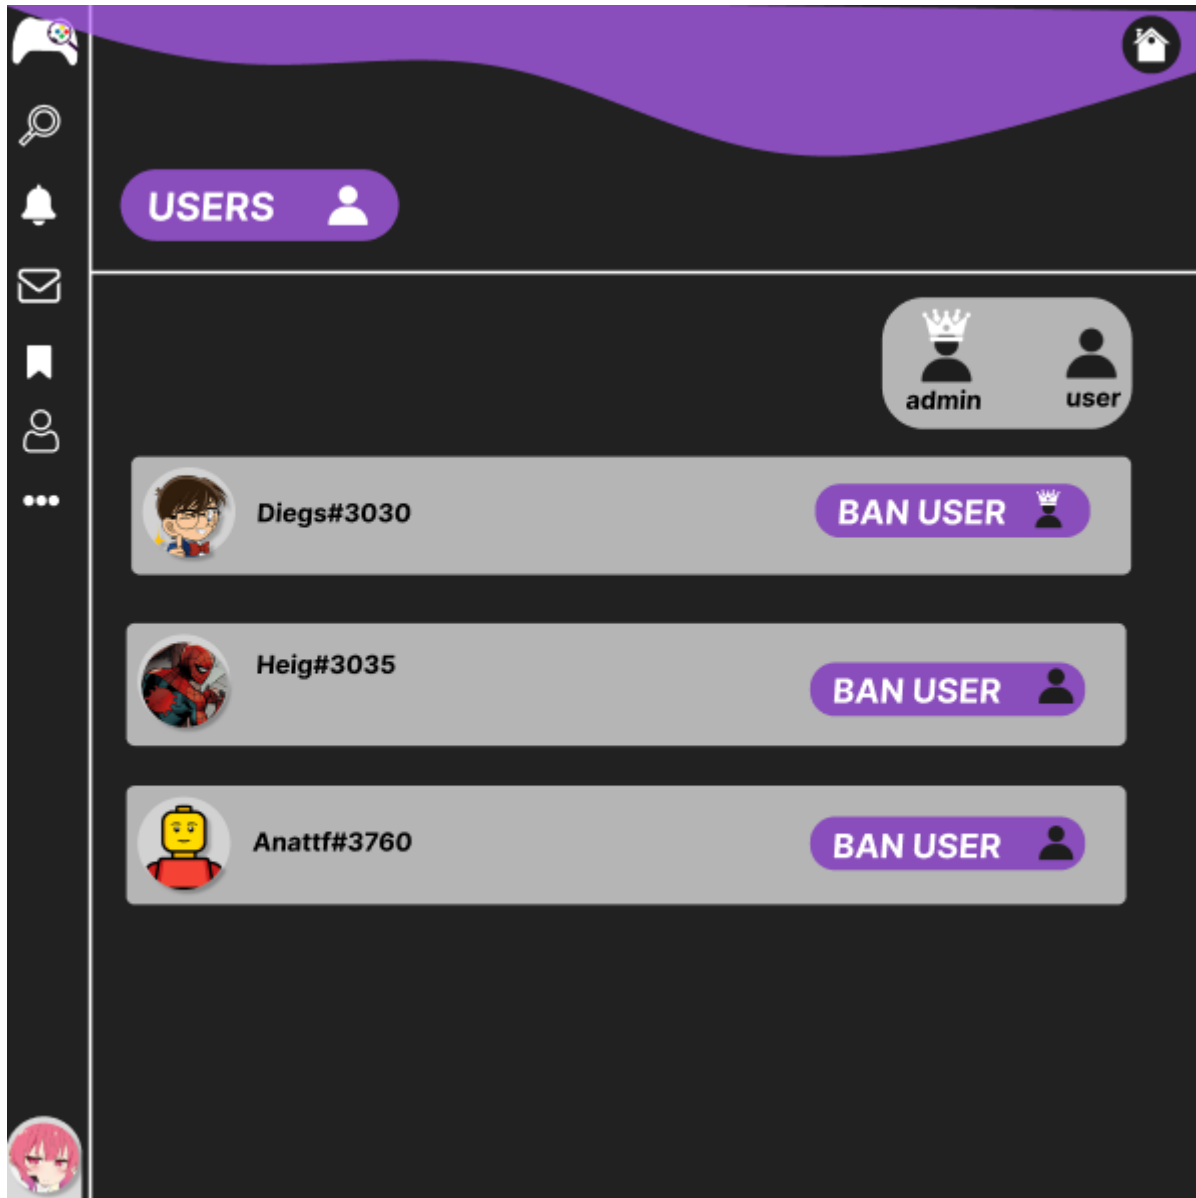 USERS
admin
user
Diegs#3030
BAN USER
Heig#3035
BAN USER
Anattf#3760
BAN USER